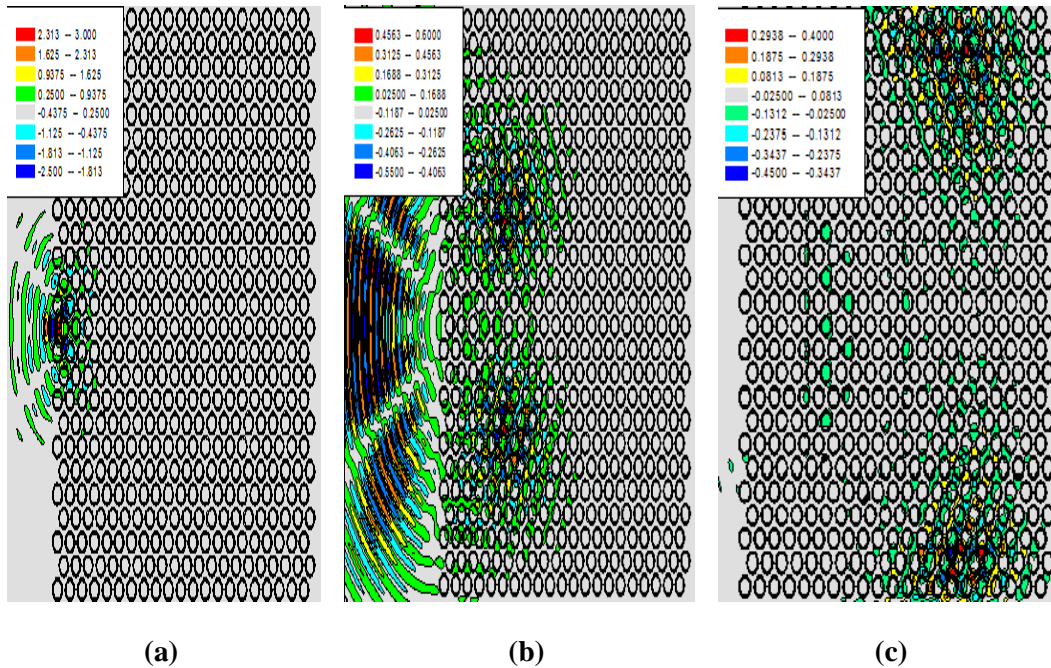 2.313 -- 3.000
1.625 -- 2.313
0.9375 -- 1.625
0.2500 -- 0.9375
-0.4375 -- 0.2500
-1.125 -- -0.4375
-1.813 -- -1.125
-2.500 -- -1.813
0.4563 -- 0.6000
0.3125 -- 0.4563
0.1688 -- 0.3125
0.02500 -- 0.1688
-0.1187 -- 0.02500
-0.2625 -- -0.1187
-0.4063 -- -0.2625
-0.5500 -- -0.4063
0.2938 -- 0.4000
0.1875 -- 0.2938
0.0813 -- 0.1875
-0.02500 -- 0.0813
-0.1312 -- -0.02500
-0.2375 -- -0.1312
-0.3437 -- -0.2375
-0.4500 -- -0.3437
(a)
(b)
(c)